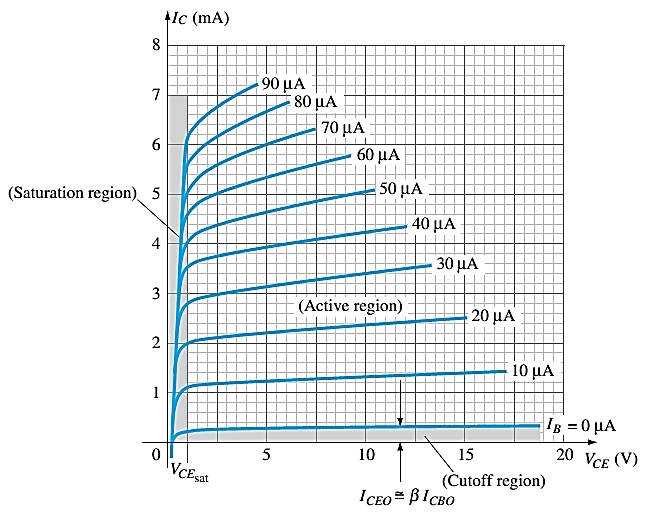 I_C (mA)
8
7
6
5
4
3
2
1
0
90 μA
80 μA
70 μA
60 μA
50 μA
40 μA
30 μA
20 μA
10 μA
I_B = 0 μA
(Saturation region)
(Active region)
5
10
15
20
V_CE (V)
V_CE_sat
(Cutoff region)
I_CEO ≅ β I_CBO